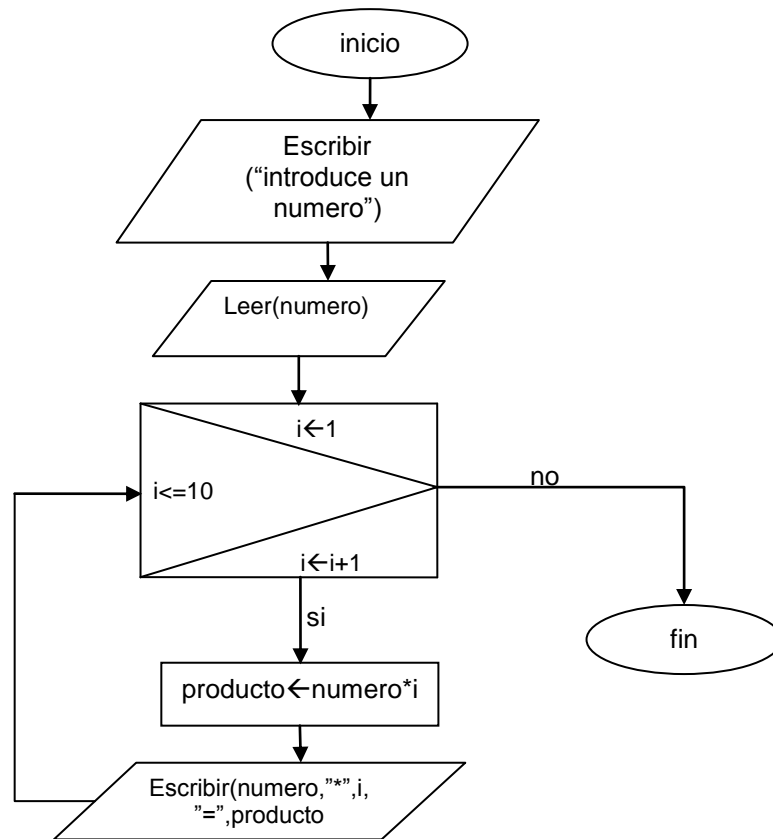 inicio
Escribir
(“introduce un
numero”)
Leer(numero)
i←1
i<=10
no
i←i+1
si
fin
producto←numero*i
Escribir(numero,”*”,i,
”=”,producto